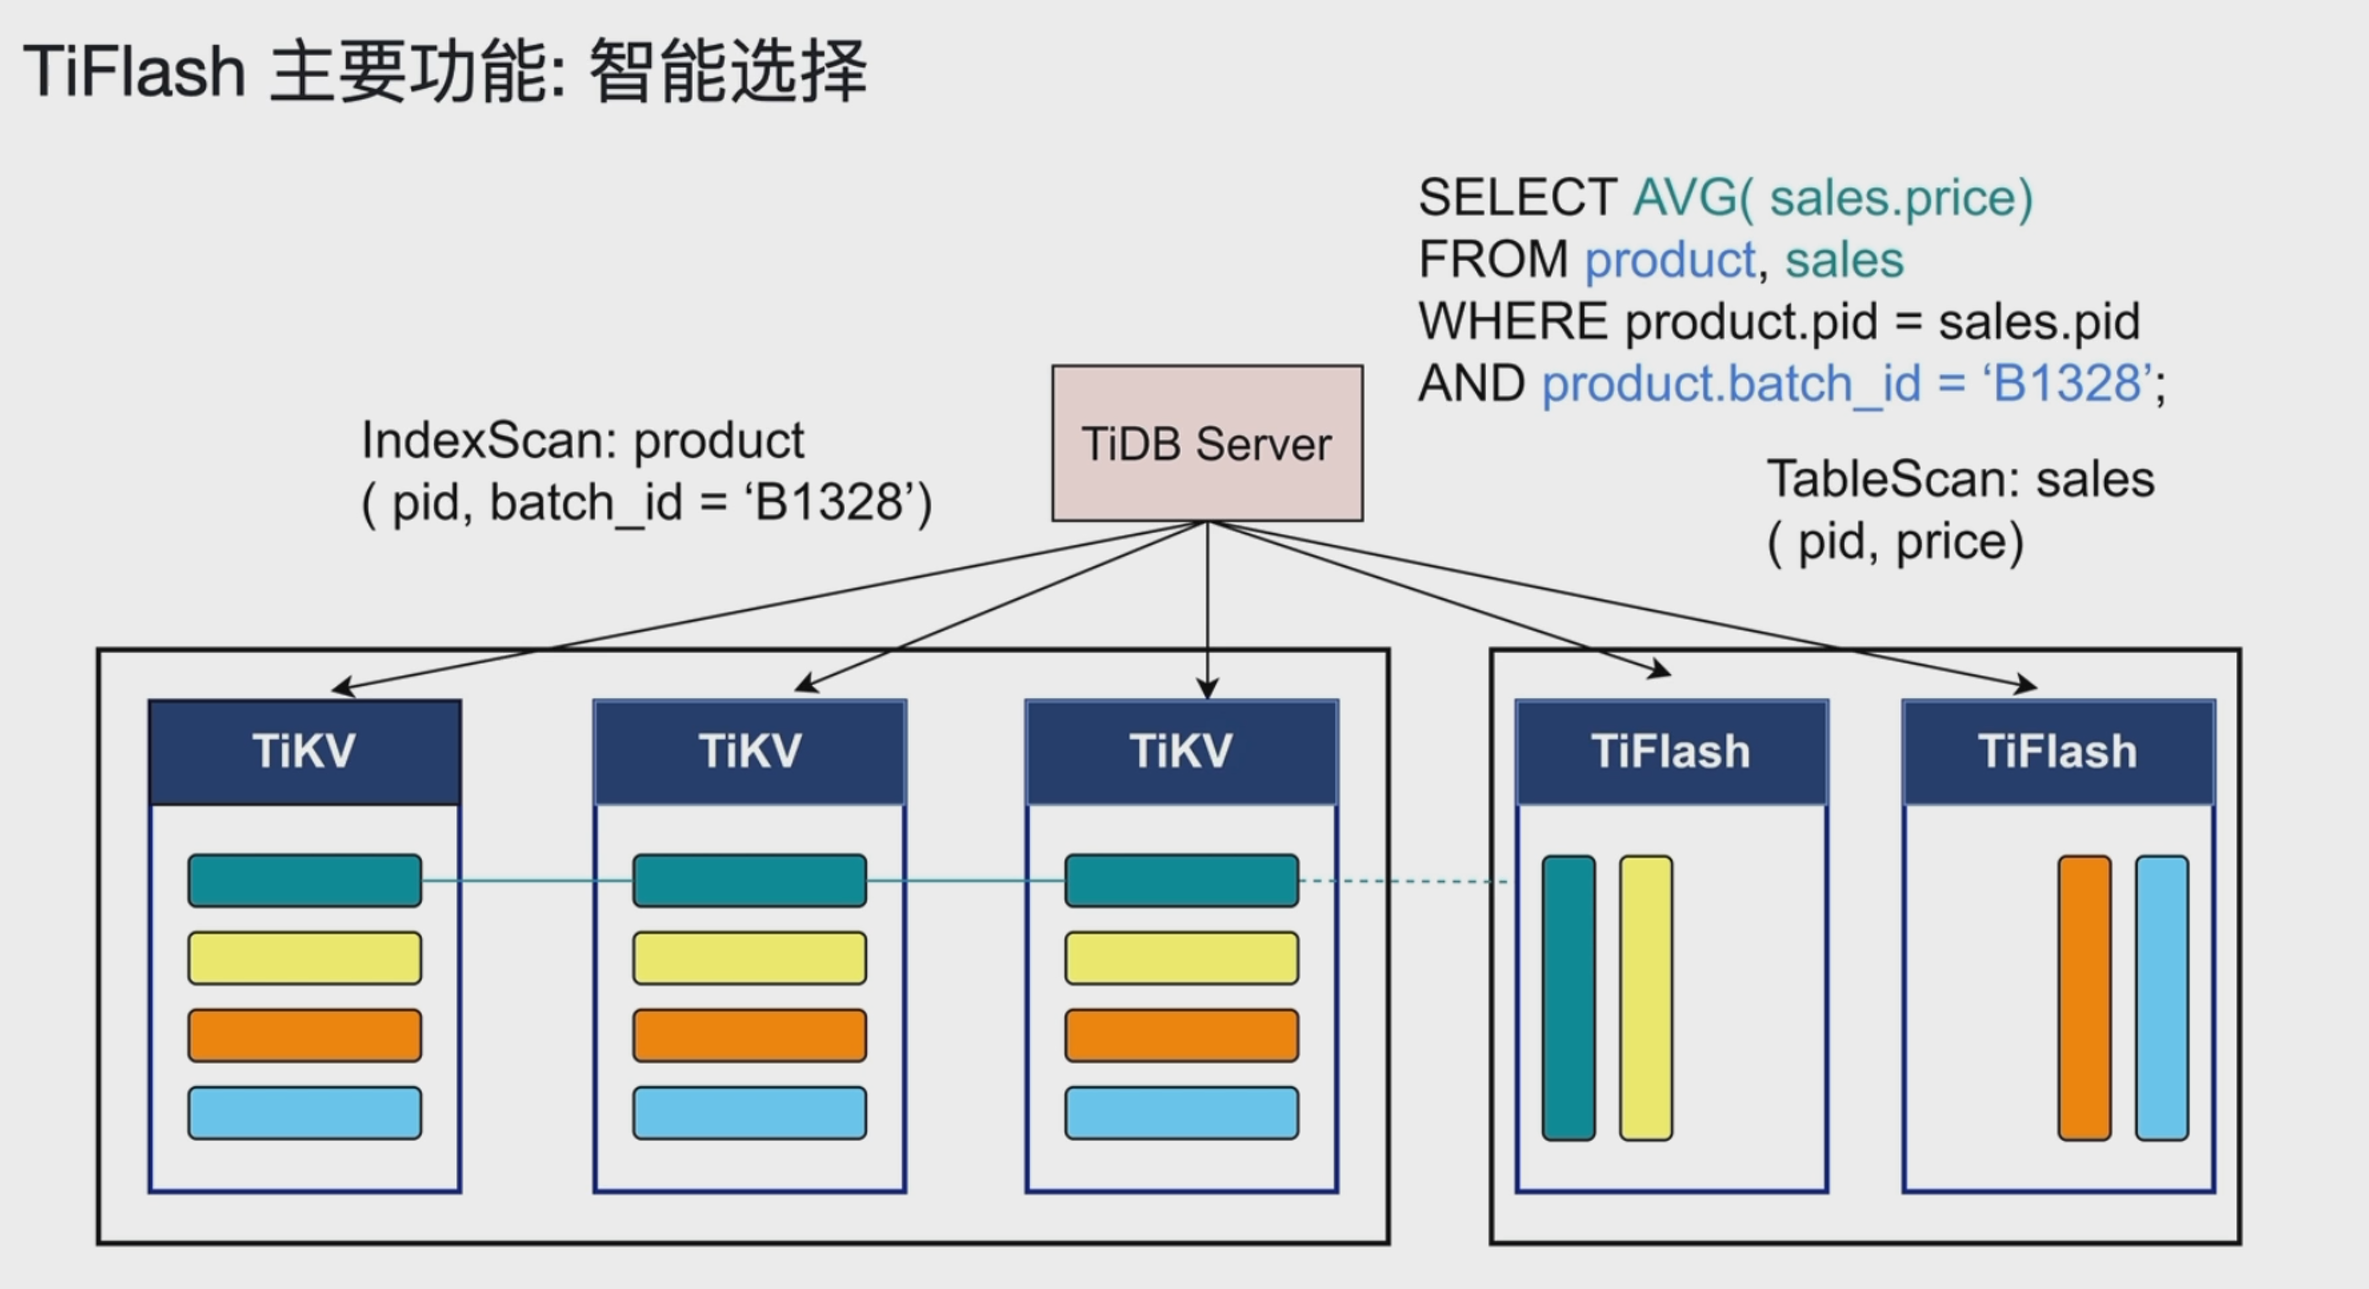 TiFlash 主要功能: 智能选择
SELECT AVG( sales.price)
FROM product, sales
WHERE product.pid = sales.pid
AND product.batch_id = ‘B1328’;
IndexScan: product
( pid, batch_id = ‘B1328’)
TiDB Server
TableScan: sales
( pid, price)
TiKV
TiKV
TiKV
TiFlash
TiFlash